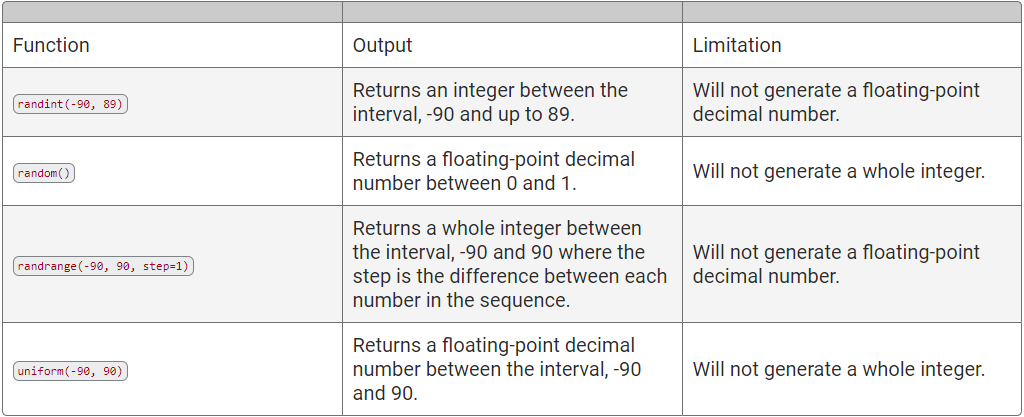 Function
Output
Limitation
randint(-90, 89)
Returns an integer between the
interval, -90 and up to 89.
Will not generate a floating-point
decimal number.
random()
Returns a floating-point decimal
number between 0 and 1.
Will not generate a whole integer.
randrange(-90, 90, step=1)
Returns a whole integer between
the interval, -90 and 90 where the
step is the difference between each
number in the sequence.
Will not generate a floating-point
decimal number.
uniform(-90, 90)
Returns a floating-point decimal
number between the interval, -90
and 90.
Will not generate a whole integer.